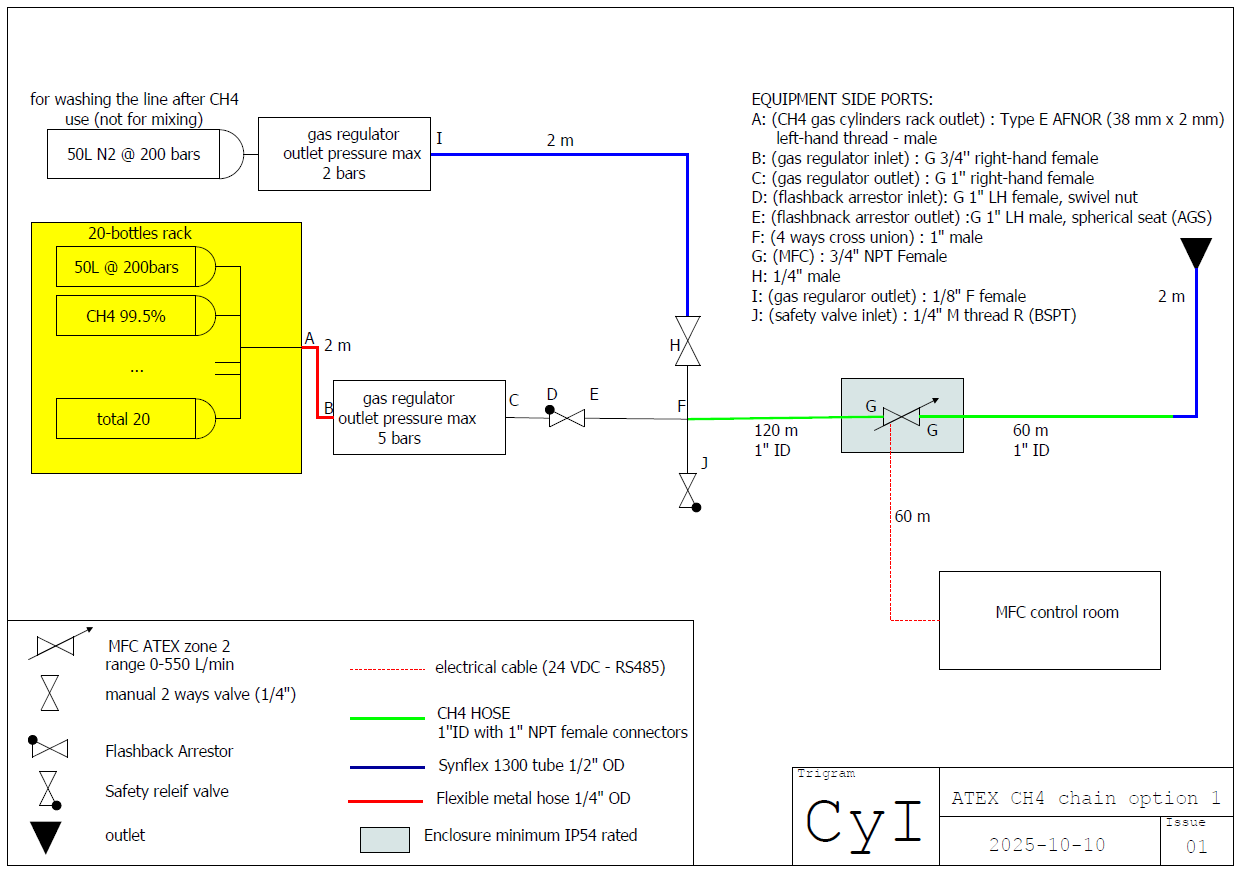 for washing the line after CH4
use (not for mixing)
50L N2 @ 200 bars
gas regulator
outlet pressure max
2 bars
I
2 m
EQUIPMENT SIDE PORTS:
A: (CH4 gas cylinders rack outlet) : Type E AFNOR (38 mm x 2 mm)
left-hand thread - male
B: (gas regulator inlet) : G 3/4" right-hand female
C: (gas regulator outlet) : G 1" right-hand female
D: (flashback arrestor inlet): G 1" LH female, swivel nut
E: (flashbnack arrestor outlet) :G 1" LH male, spherical seat (AGS)
F: (4 ways cross union) : 1" male
G: (MFC) : 3/4" NPT Female
H: 1/4" male
I: (gas regularor outlet) : 1/8" F female
J: (safety valve inlet) : 1/4" M thread R (BSPT)
2 m
20-bottles rack
50L @ 200bars
CH4 99.5%
...
total 20
A
2 m
B
gas regulator
outlet pressure max
5 bars
C
D
E
F
H
J
120 m
1" ID
G
G
60 m
1" ID
60 m
MFC control room
MFC ATEX zone 2
range 0-550 L/min
manual 2 ways valve (1/4")
Flashback Arrestor
Safety releif valve
outlet
electrical cable (24 VDC - RS485)
CH4 HOSE
1"ID with 1" NPT female connectors
Synflex 1300 tube 1/2" OD
Flexible metal hose 1/4" OD
Enclosure minimum IP54 rated
Trigram
CyI
ATEX CH4 chain option 1
2025-10-10
Issue
01